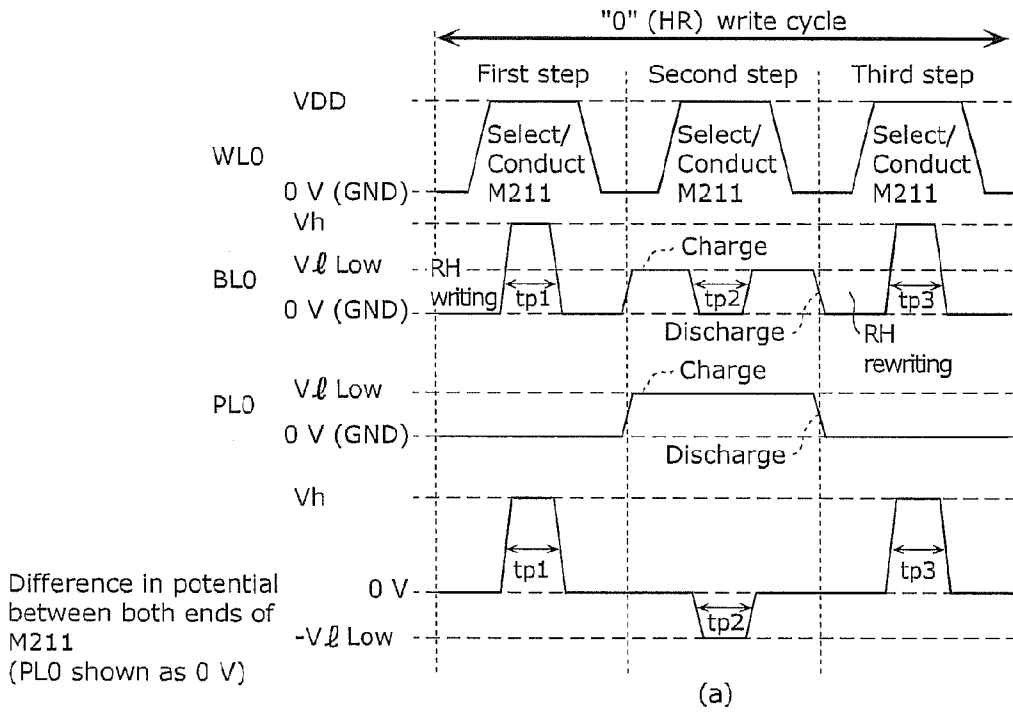 "0" (HR) write cycle
First step Second step Third step
VDD
WL0
Select/
Conduct
M211
Select/
Conduct
M211
Select/
Conduct
M211
0 V (GND)
Vh
Charge
Vℓ Low
BL0
RH
writing
tp1
tp2
tp3
0 V (GND)
Discharge
RH
rewriting
Charge
Vℓ Low
PL0
0 V (GND)
Discharge
Vh
tp1
tp3
0 V
tp2
-Vℓ Low
Difference in potential
between both ends of
M211
(PL0 shown as 0 V)
(a)